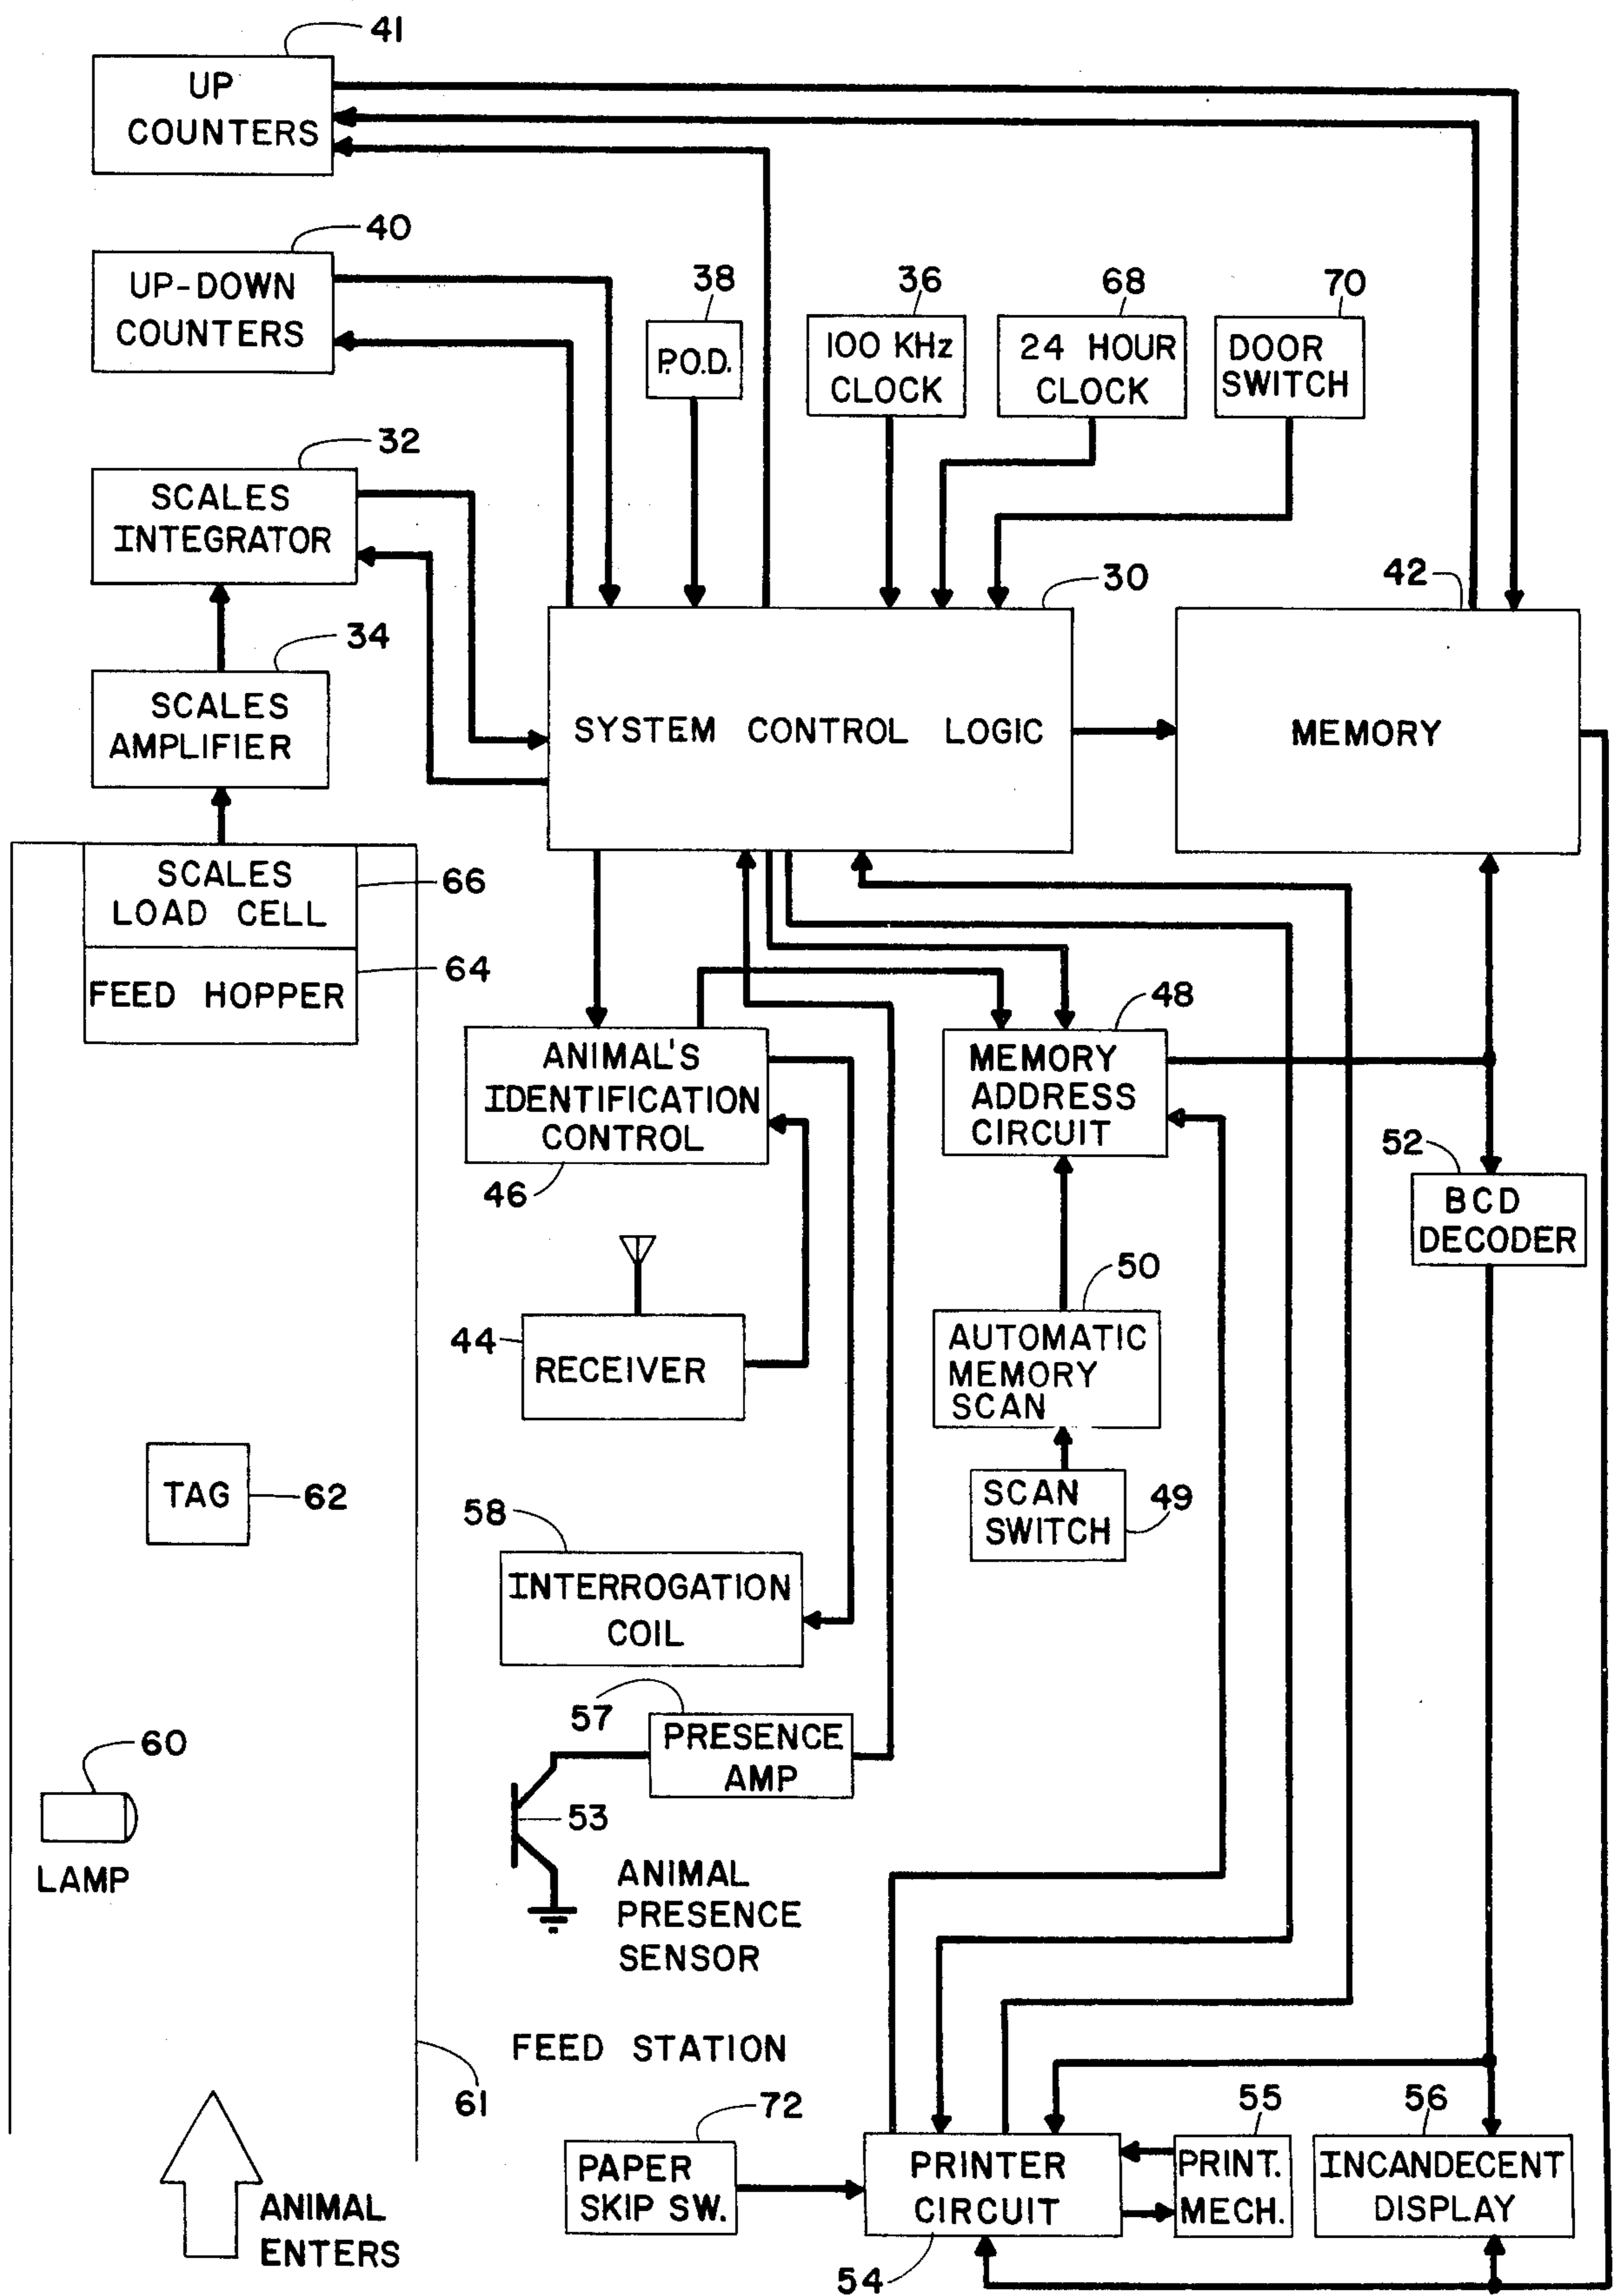 41
UP
COUNTERS
40
UP-DOWN
COUNTERS
38
P.O.D.
36
100 KHz
CLOCK
68
24 HOUR
CLOCK
70
DOOR
SWITCH
32
SCALES
INTEGRATOR
34
SCALES
AMPLIFIER
30
SYSTEM CONTROL LOGIC
42
MEMORY
SCALES
LOAD CELL
66
FEED HOPPER
64
ANIMAL'S
IDENTIFICATION
CONTROL
46
48
MEMORY
ADDRESS
CIRCUIT
52
BCD
DECODER
44
RECEIVER
50
AUTOMATIC
MEMORY
SCAN
SCAN
SWITCH
49
TAG
62
58
INTERROGATION
COIL
57
PRESENCE
AMP
53
ANIMAL
PRESENCE
SENSOR
60
LAMP
FEED STATION
61
ANIMAL
ENTERS
72
PAPER
SKIP SW.
PRINTER
CIRCUIT
54
55
PRINT.
MECH.
56
INCANDECENT
DISPLAY